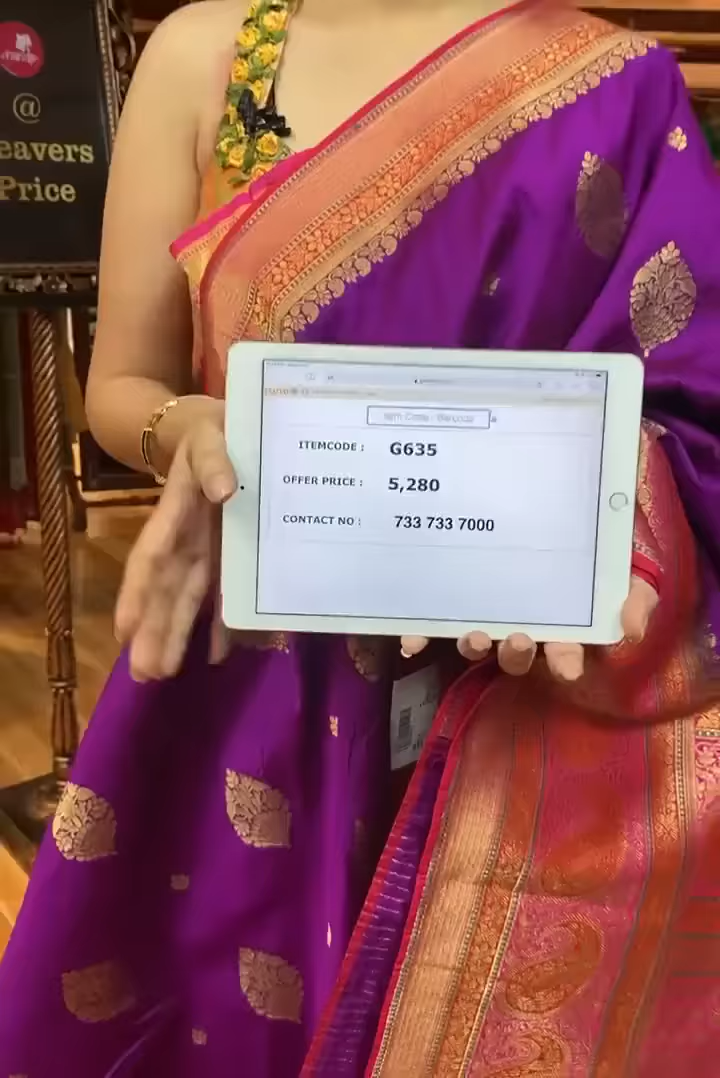 @
eavers
Price
ITEMCODE : G635
OFFER PRICE : 5,280
CONTACT NO : 733 733 7000